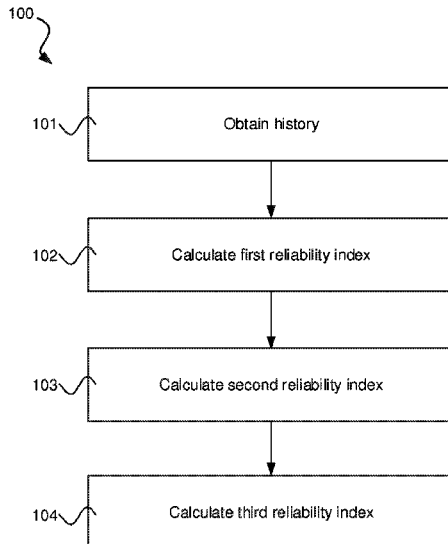 100
101
Obtain history
102
Calculate first reliability index
103
Calculate second reliability index
104
Calculate third reliability index